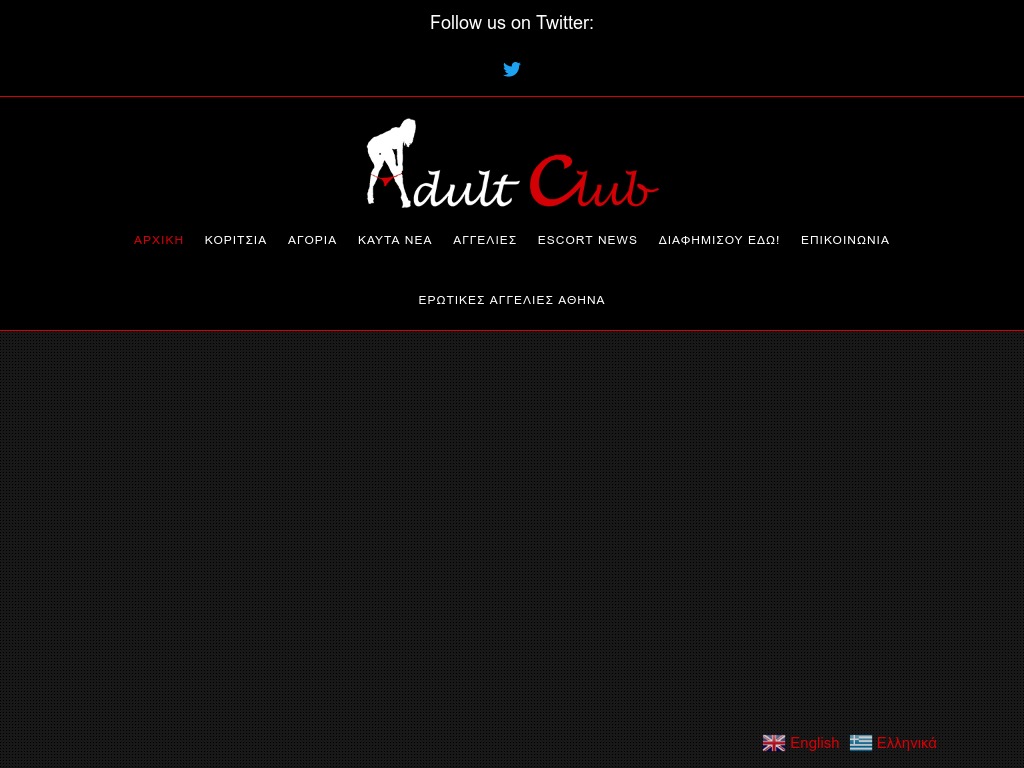 Follow us on Twitter:
Adult Club
ΑΡΧΙΚΗ ΚΟΡΙΤΣΙΑ ΑΓΟΡΙΑ ΚΑΥΤΑ ΝΕΑ ΑΓΓΕΛΙΕΣ ESCORT NEWS ΔΙΑΦΗΜΙΣΟΥ ΕΔΩ! ΕΠΙΚΟΙΝΩΝΙΑ
ΕΡΩΤΙΚΕΣ ΑΓΓΕΛΙΕΣ ΑΘΗΝΑ
English Ελληνικά